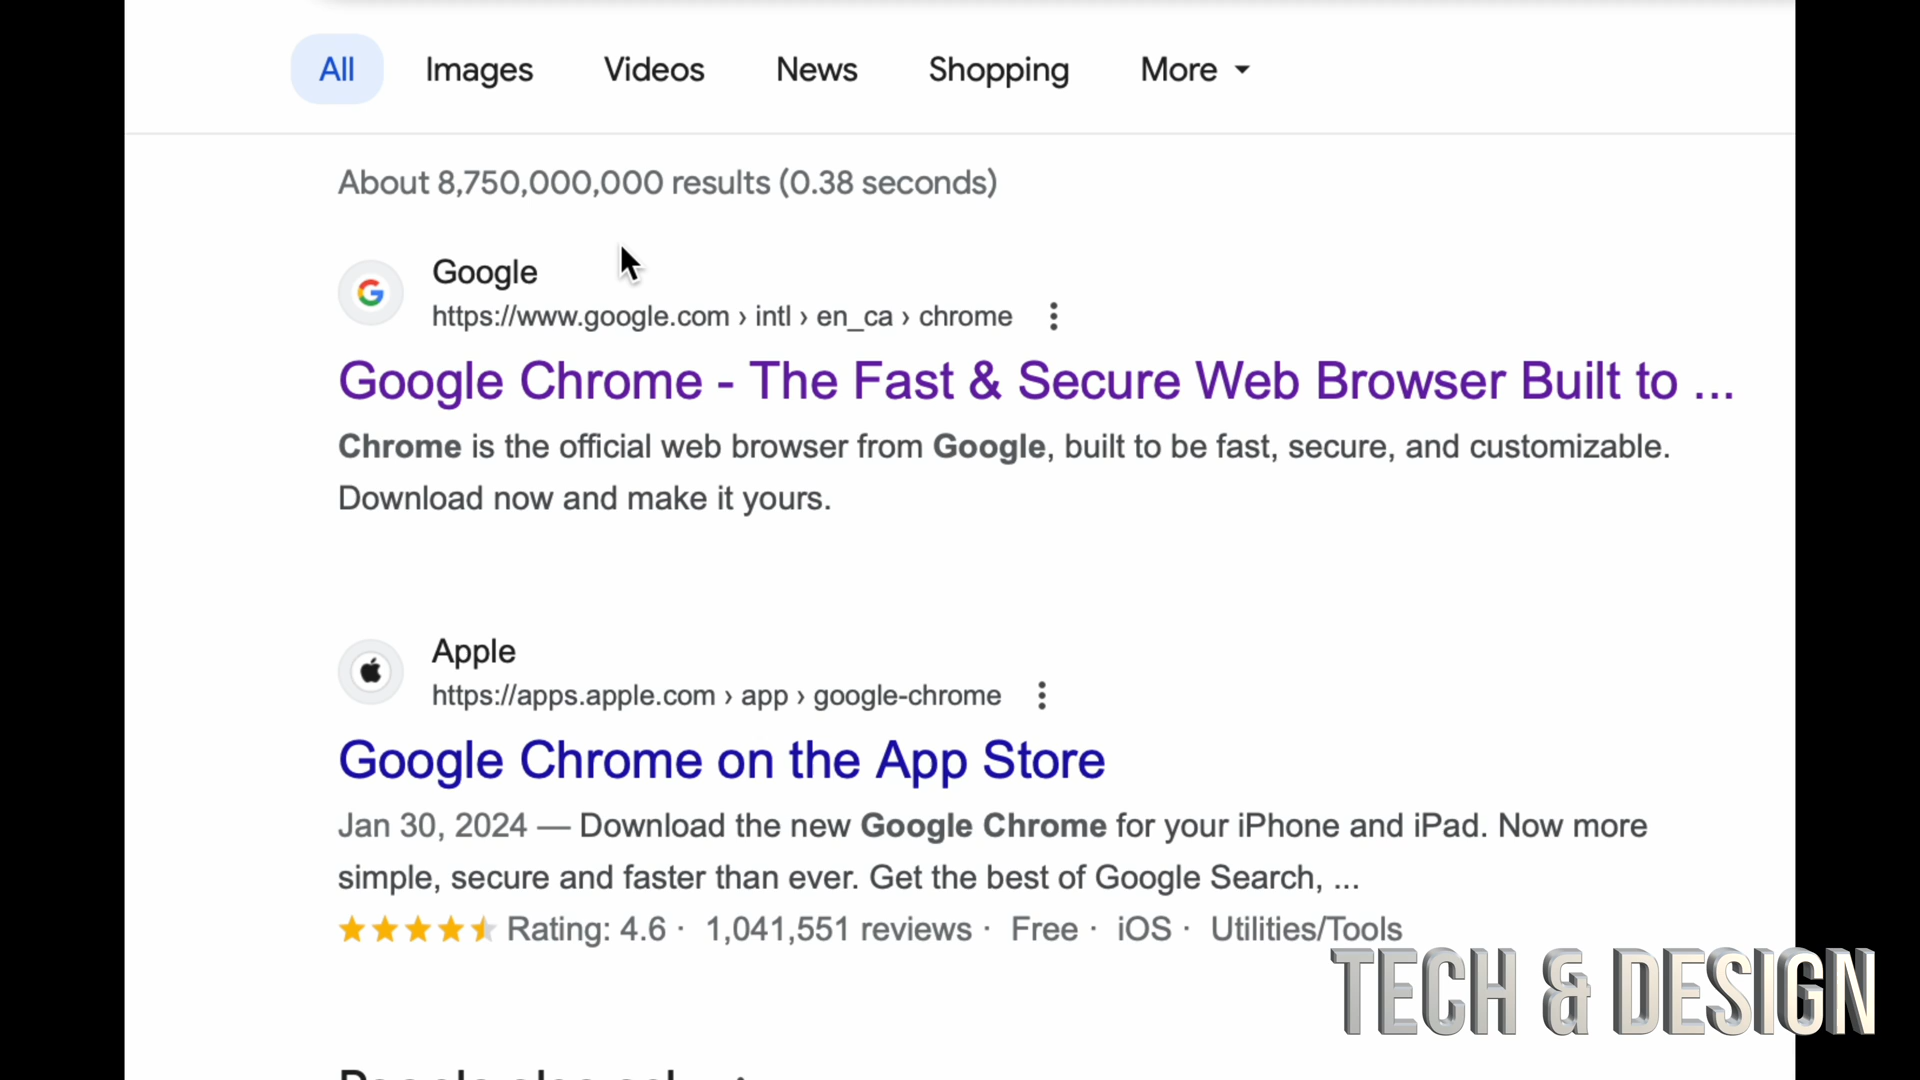 All Images Videos News Shopping More
About 8,750,000,000 results (0.38 seconds)
Google
https://www.google.com › intl › en_ca › chrome
Google Chrome - The Fast & Secure Web Browser Built to ...
Chrome is the official web browser from Google, built to be fast, secure, and customizable.
Download now and make it yours.
Apple
https://apps.apple.com › app › google-chrome
Google Chrome on the App Store
Jan 30, 2024 — Download the new Google Chrome for your iPhone and iPad. Now more
simple, secure and faster than ever. Get the best of Google Search, ...
Rating: 4.6 · 1,041,551 reviews · Free · iOS · Utilities/Tools
TECH & DESIGN